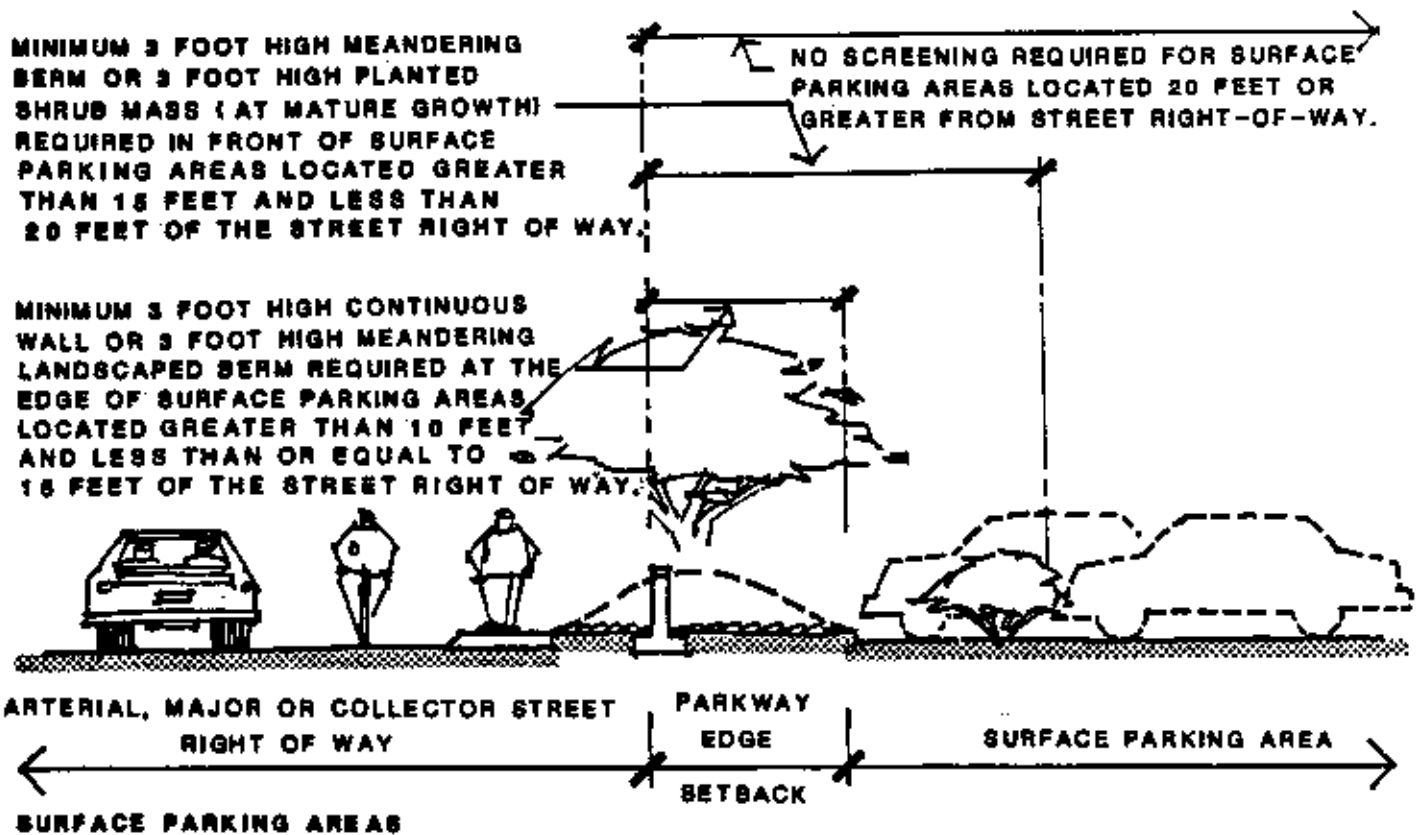 MINIMUM 3 FOOT HIGH MEANDERING
BERM OR 3 FOOT HIGH PLANTED
SHRUB MASS (AT MATURE GROWTH)
REQUIRED IN FRONT OF SURFACE
PARKING AREAS LOCATED GREATER
THAN 15 FEET AND LESS THAN
20 FEET OF THE STREET RIGHT OF WAY.
NO SCREENING REQUIRED FOR SURFACE
PARKING AREAS LOCATED 20 FEET OR
GREATER FROM STREET RIGHT-OF-WAY.
MINIMUM 3 FOOT HIGH CONTINUOUS
WALL OR 3 FOOT HIGH MEANDERING
LANDSCAPED BERM REQUIRED AT THE
EDGE OF SURFACE PARKING AREAS
LOCATED GREATER THAN 10 FEET
AND LESS THAN OR EQUAL TO
15 FEET OF THE STREET RIGHT OF WAY.
ARTERIAL, MAJOR OR COLLECTOR STREET
RIGHT OF WAY
PARKWAY
EDGE
SETBACK
SURFACE PARKING AREA
SURFACE PARKING AREAS